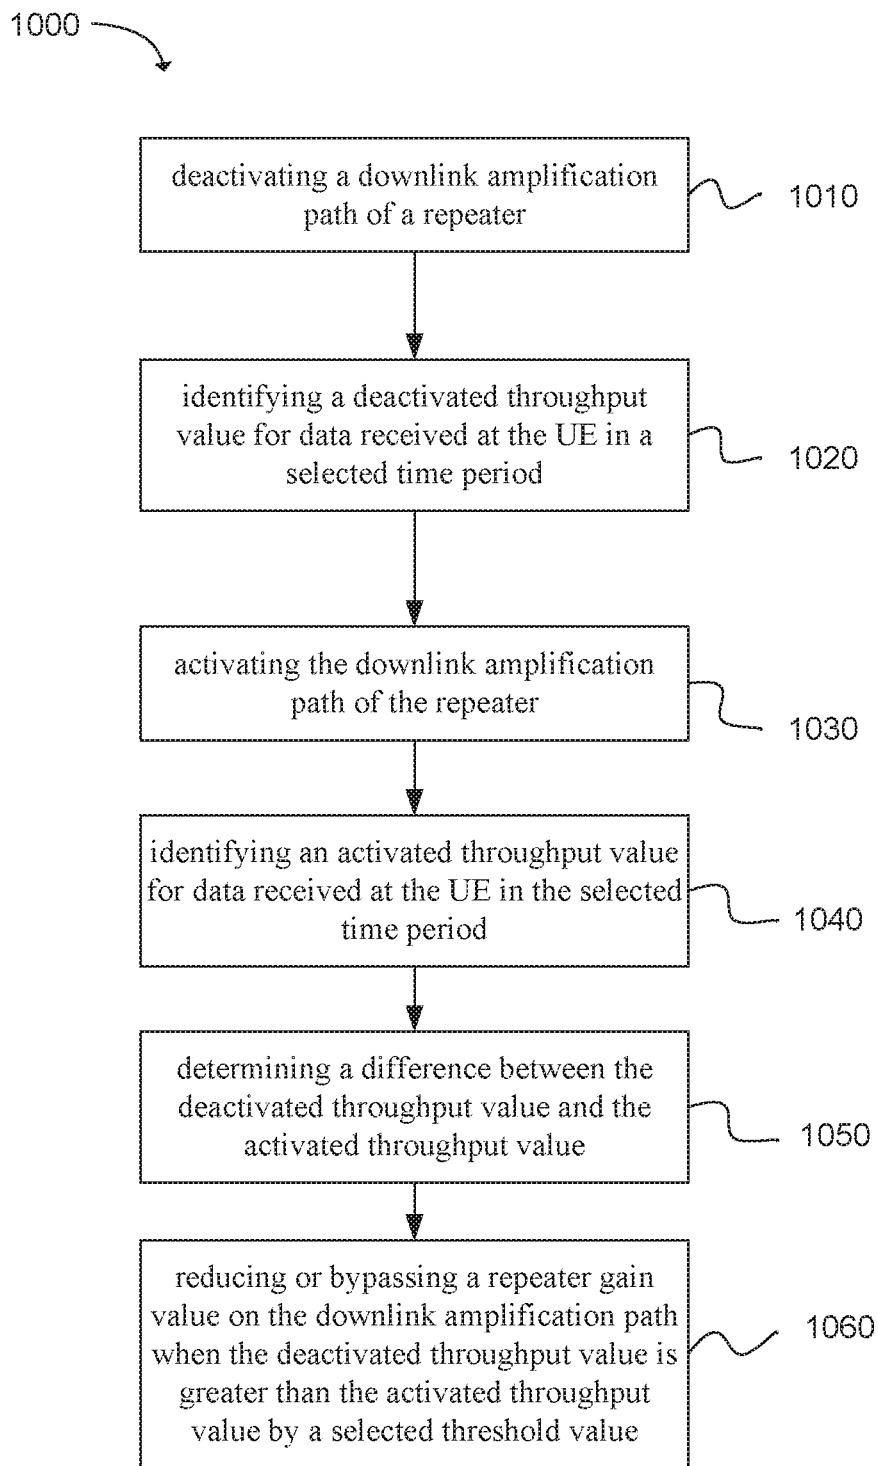 1000
deactivating a downlink amplification
path of a repeater
1010
identifying a deactivated throughput
value for data received at the UE in a
selected time period
1020
activating the downlink amplification
path of the repeater
1030
identifying an activated throughput value
for data received at the UE in the selected
time period
1040
determining a difference between the
deactivated throughput value and the
activated throughput value
1050
reducing or bypassing a repeater gain
value on the downlink amplification path
when the deactivated throughput value is
greater than the activated throughput
value by a selected threshold value
1060